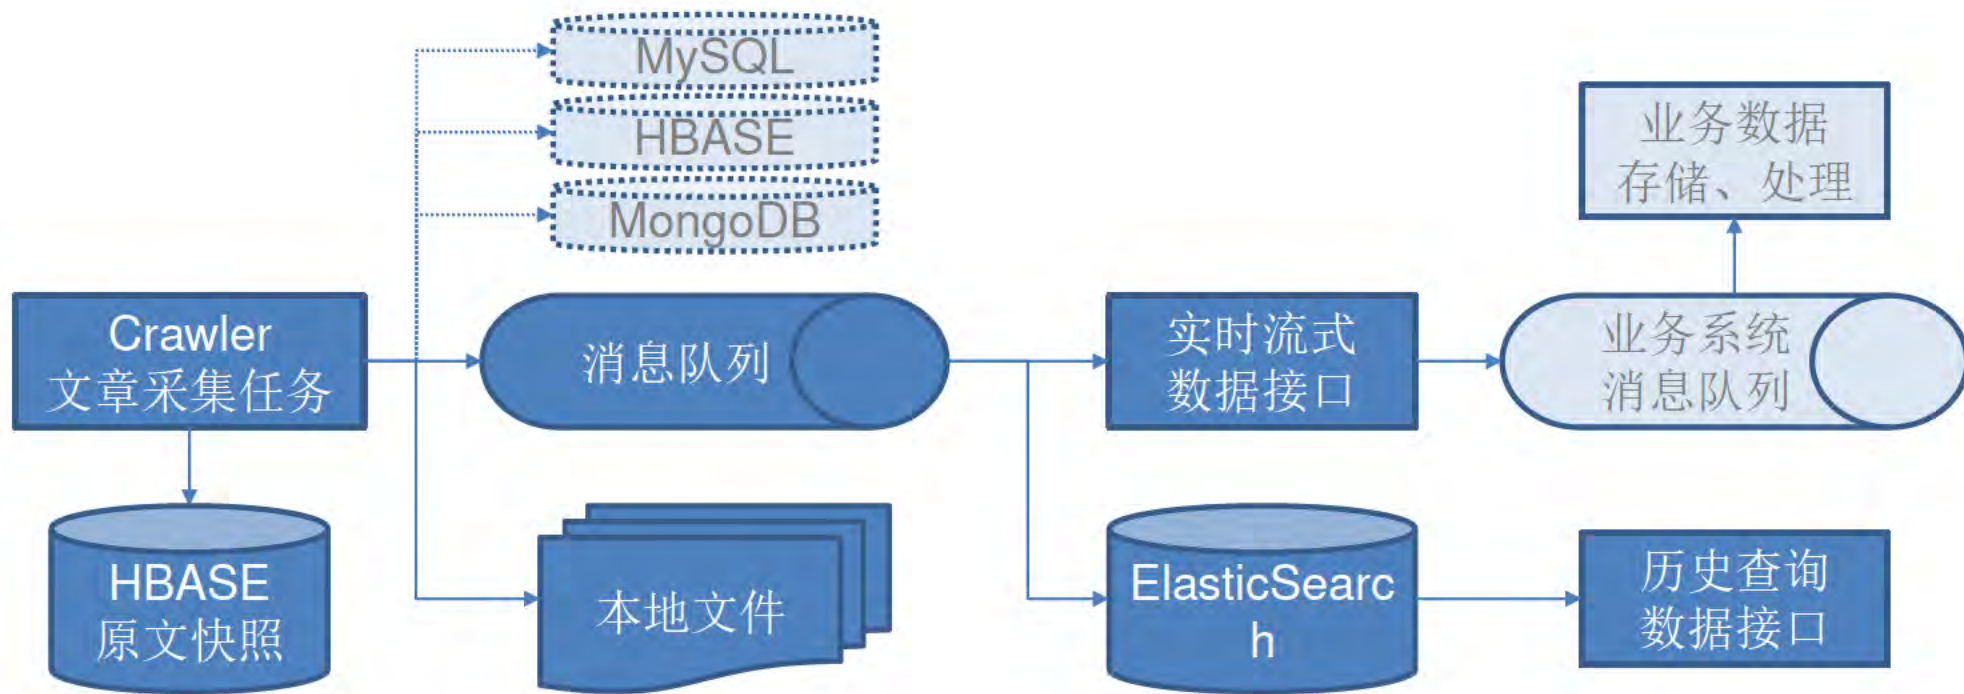 MySQL
HBASE
MongoDB
业务数据
存储、处理
Crawler
文章采集任务
消息队列
实时流式
数据接口
业务系统
消息队列
HBASE
原文快照
本地文件
ElasticSearc
h
历史查询
数据接口